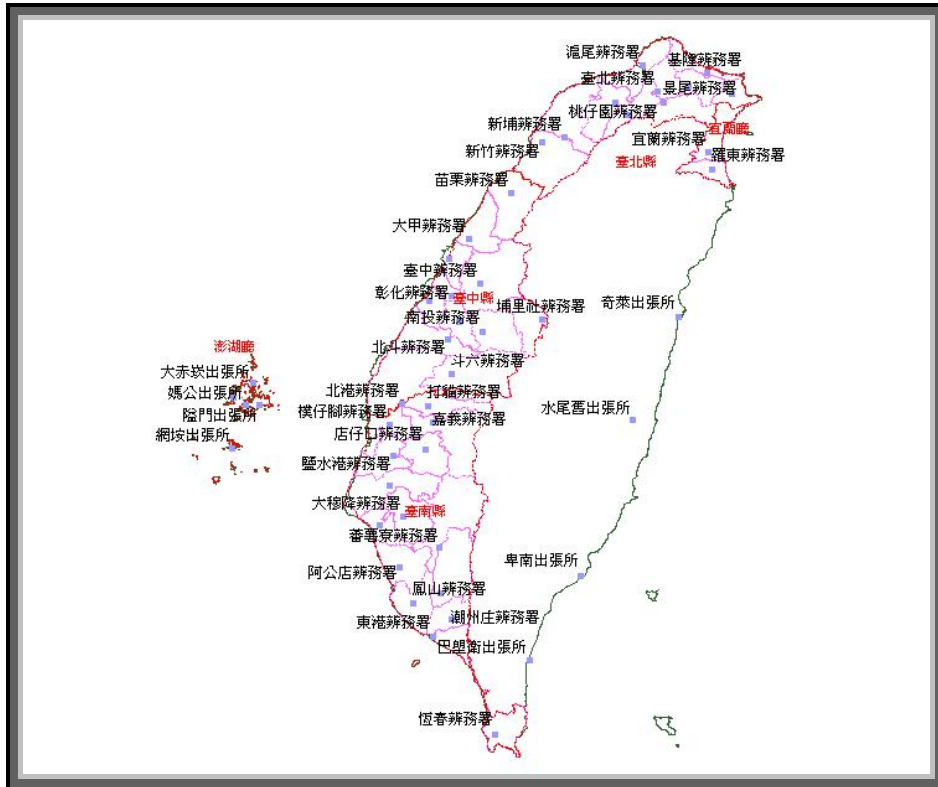 滬尾辨務署
基隆辨務署
臺北辨務署
景尾辨務署
桃仔園辨務署
新埔辨務署
宜蘭廳
宜蘭辨務署
新竹辨務署
羅東辨務署
臺北縣
苗栗辨務署
大甲辨務署
臺中辨務署
彰化辨務署
臺中縣
埔里社辨務署
奇萊出張所
南投辨務署
北斗辨務署
澎湖廳
斗六辨務署
大赤崁出張所
媽公出張所
北港辨務署
打貓辨務署
隘門出張所
樸仔腳辨務署
嘉義辨務署
水尾舊出張所
網垵出張所
店仔口辨務署
鹽水港辨務署
大穆降辨務署
臺南縣
蕃薯寮辨務署
卑南出張所
阿公店辨務署
鳳山辨務署
東港辨務署
潮州庄辨務署
巴塱衛出張所
恆春辨務署